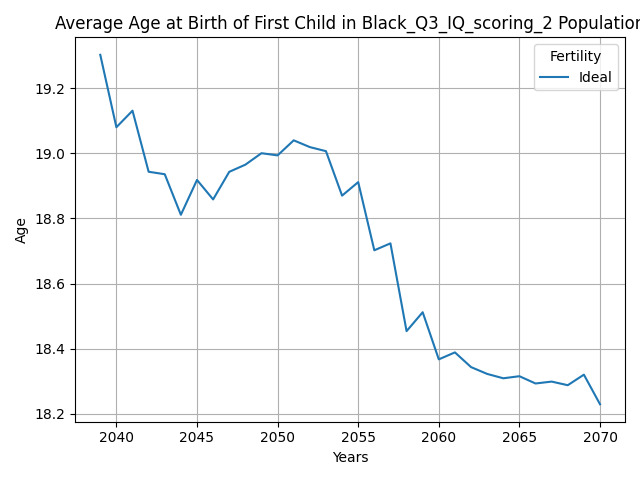 Average Age at Birth of First Child in Black_Q3_IQ_scoring_2 Population
Fertility
Ideal
19.2
19.0
18.8
18.6
18.4
18.2
Age
2040 2045 2050 2055 2060 2065 2070
Years